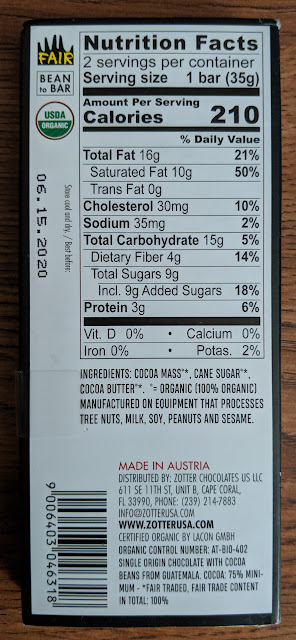 FAIR
BEAN
to BAR
USDA
ORGANIC
Store cool and dry. / Best before:
06.15.2020
Nutrition Facts
2 servings per container
Serving size 1 bar (35g)
Amount Per Serving
Calories 210
% Daily Value
Total Fat 16g 21%
Saturated Fat 10g 50%
Trans Fat 0g
Cholesterol 30mg 10%
Sodium 35mg 2%
Total Carbohydrate 15g 5%
Dietary Fiber 4g 14%
Total Sugars 9g
Incl. 9g Added Sugars 18%
Protein 3g 6%
Vit. D 0% • Calcium 0%
Iron 0% • Potas. 2%
INGREDIENTS: COCOA MASS°*, CANE SUGAR°*,
COCOA BUTTER°*. °= ORGANIC (100% ORGANIC)
MANUFACTURED ON EQUIPMENT THAT PROCESSES
TREE NUTS, MILK, SOY, PEANUTS AND SESAME.
MADE IN AUSTRIA
DISTRIBUTED BY: ZOTTER CHOCOLATES US LLC
611 SE 11TH ST, UNIT B, CAPE CORAL,
FL 33990, PHONE: (239) 214-7883
INFO@ZOTTERUSA.COM
WWW.ZOTTERUSA.COM
CERTIFIED ORGANIC BY LACON GMBH
ORGANIC CONTROL NUMBER: AT-BIO-402
SINGLE ORIGIN CHOCOLATE WITH COCOA
BEANS FROM GUATEMALA. COCOA: 75% MINI-
MUM - *FAIR TRADED, FAIR TRADE CONTENT
IN TOTAL: 100%
9 006403 046318